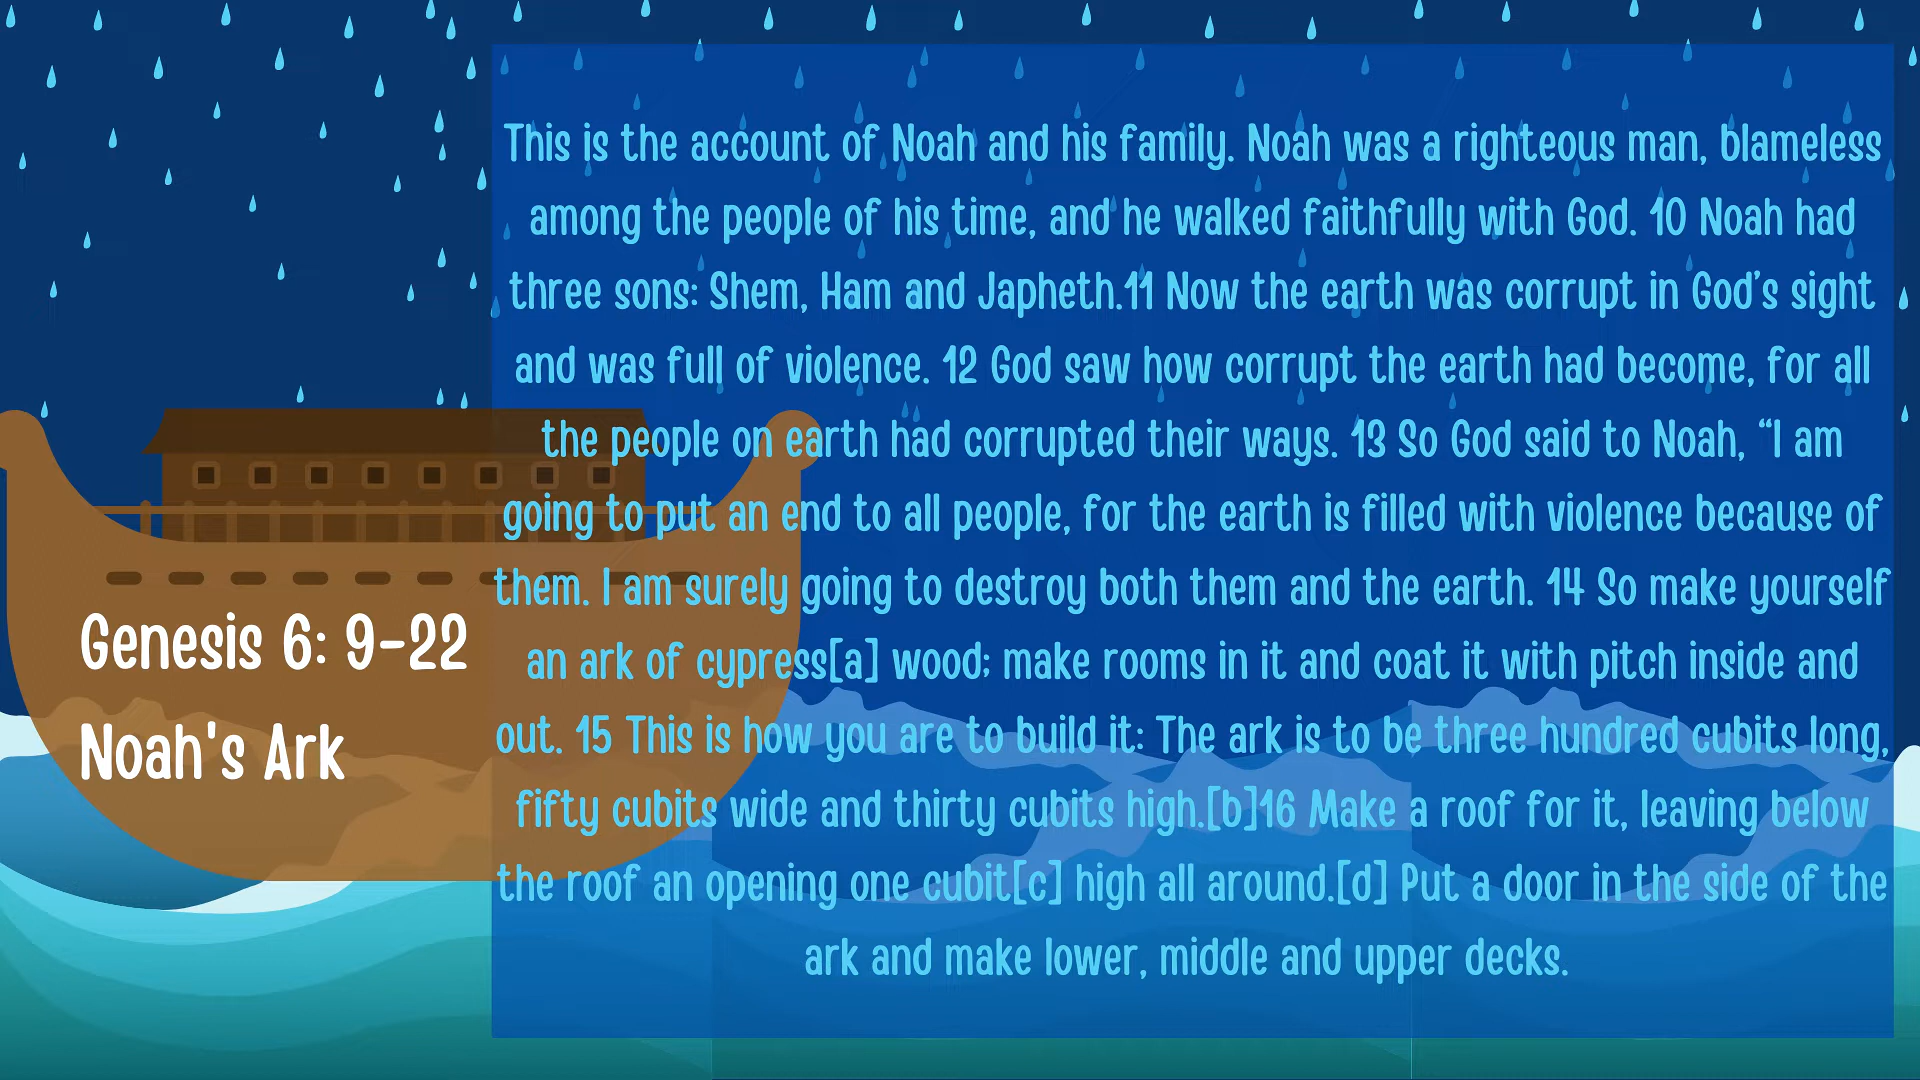 This is the account of Noah and his family. Noah was a righteous man, blameless
among the people of his time, and he walked faithfully with God. 10 Noah had
three sons: Shem, Ham and Japheth.11 Now the earth was corrupt in God’s sight
and was full of violence. 12 God saw how corrupt the earth had become, for all
the people on earth had corrupted their ways. 13 So God said to Noah, “I am
going to put an end to all people, for the earth is filled with violence because of
them. I am surely going to destroy both them and the earth. 14 So make yourself
an ark of cypress[a] wood; make rooms in it and coat it with pitch inside and
out. 15 This is how you are to build it: The ark is to be three hundred cubits long,
fifty cubits wide and thirty cubits high.[b]16 Make a roof for it, leaving below
the roof an opening one cubit[c] high all around.[d] Put a door in the side of the
ark and make lower, middle and upper decks.
Genesis 6: 9-22
Noah's Ark